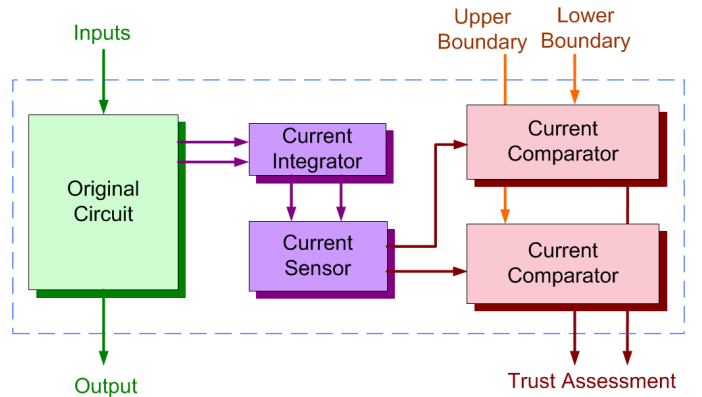 Inputs
Upper
Boundary
Lower
Boundary
Original
Circuit
Current
Integrator
Current
Sensor
Current
Comparator
Current
Comparator
Output
Trust Assessment